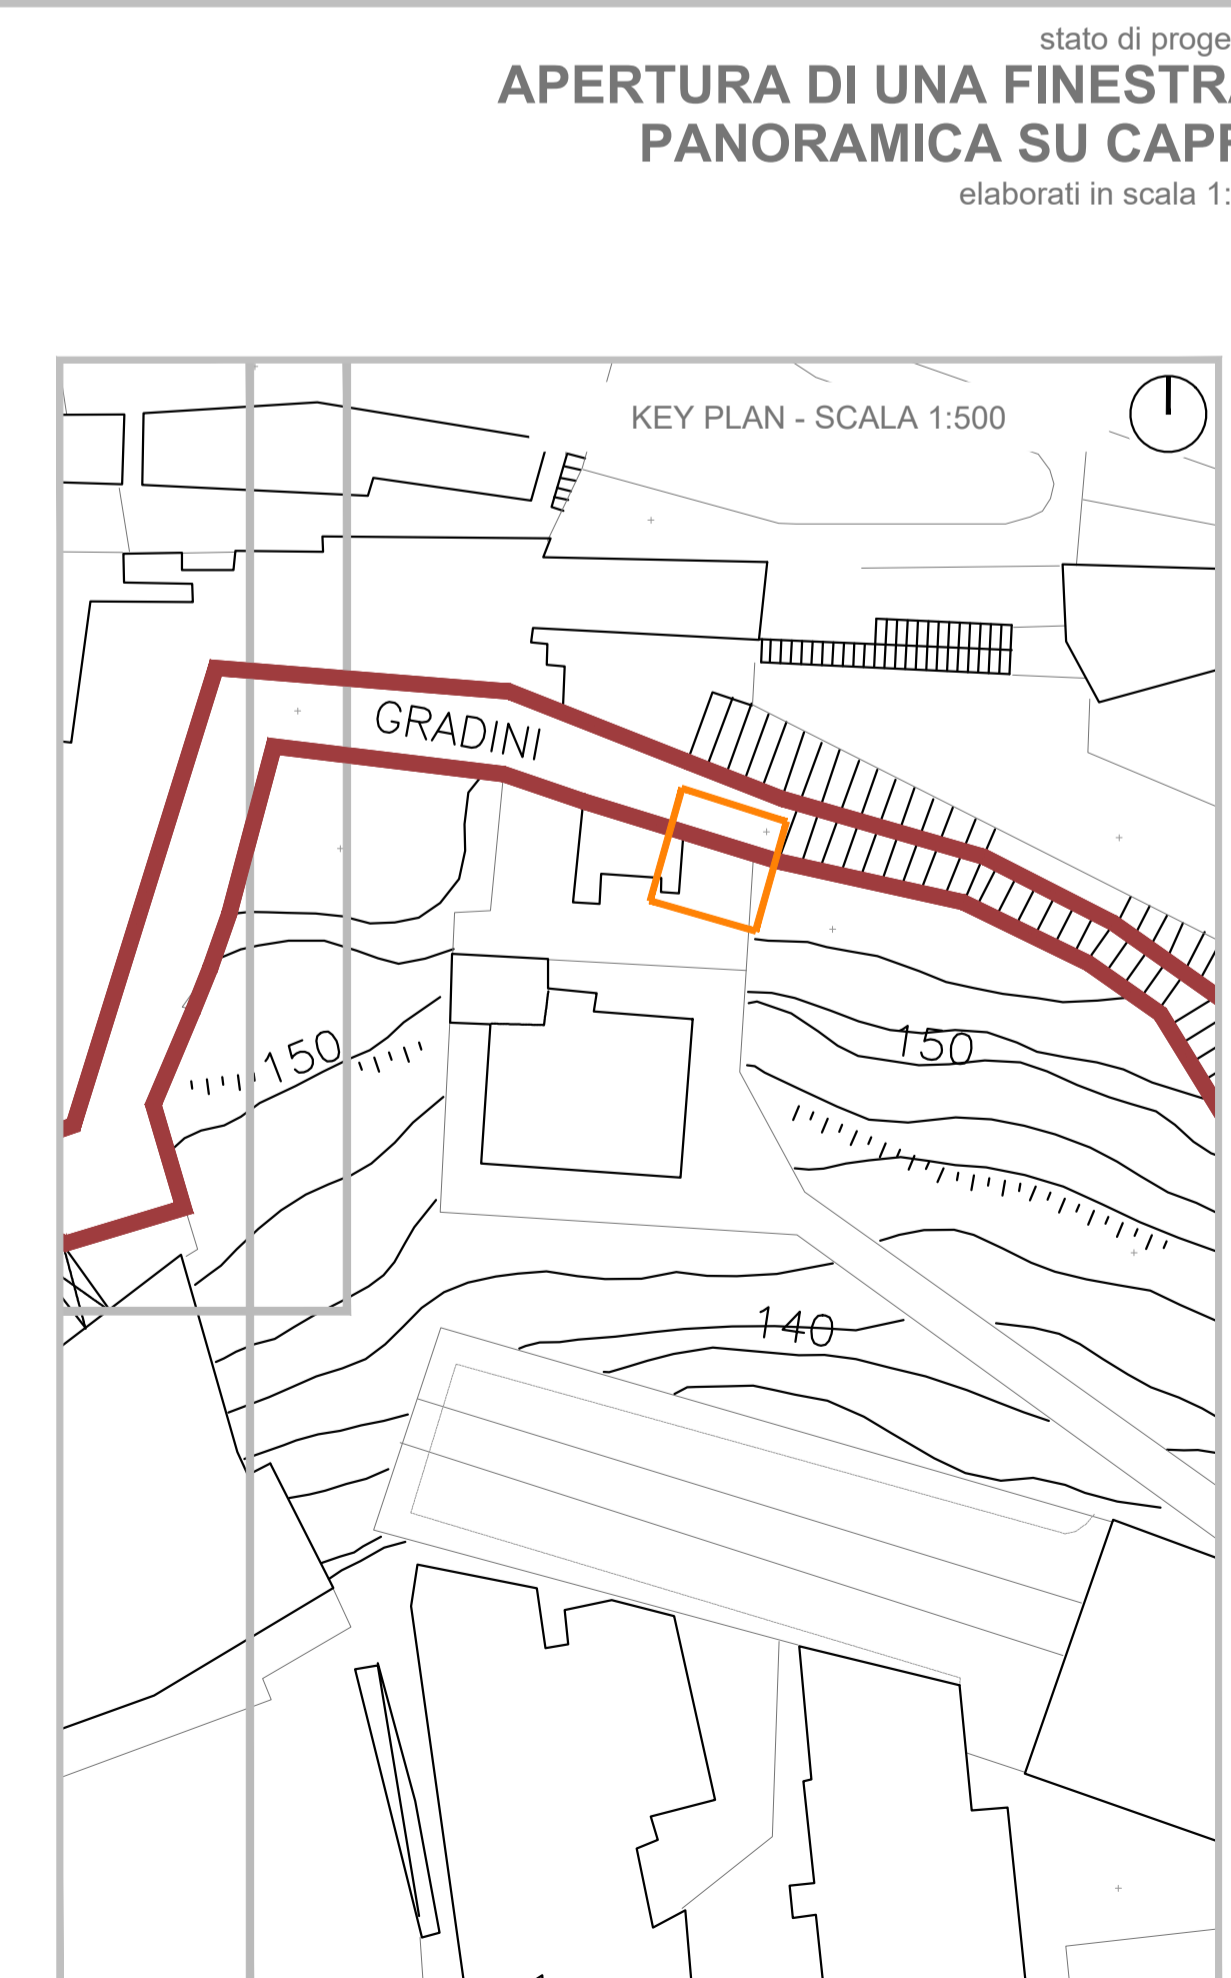 stato di proge
APERTURA DI UNA FINESTR
PANORAMICA SU CAP
elaborati in scala 1:
KEY PLAN - SCALA 1:500
GRADINI
150
150
140